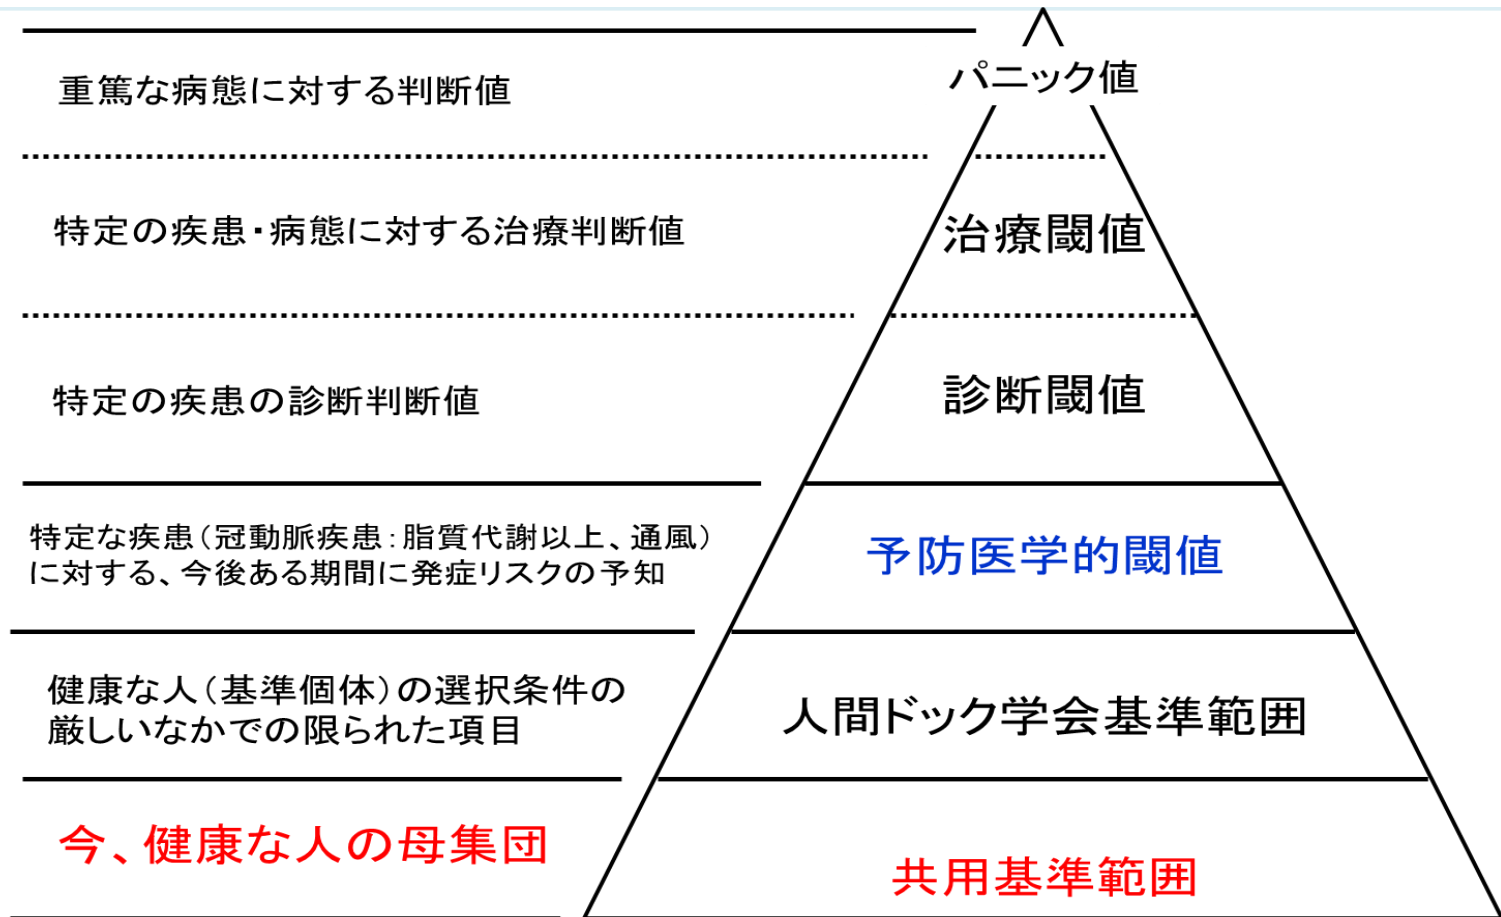 重篤な病態に対する判断値
パニック値
特定の疾患・病態に対する治療判断値
治療閾値
特定の疾患の診断判断値
診断閾値
特定な疾患（冠動脈疾患：脂質代謝以上、通風）
に対する、今後ある期間に発症リスクの予知
予防医学的閾値
健康な人（基準個体）の選択条件の
厳しいなかでの限られた項目
人間ドック学会基準範囲
今、健康な人の母集団
共用基準範囲